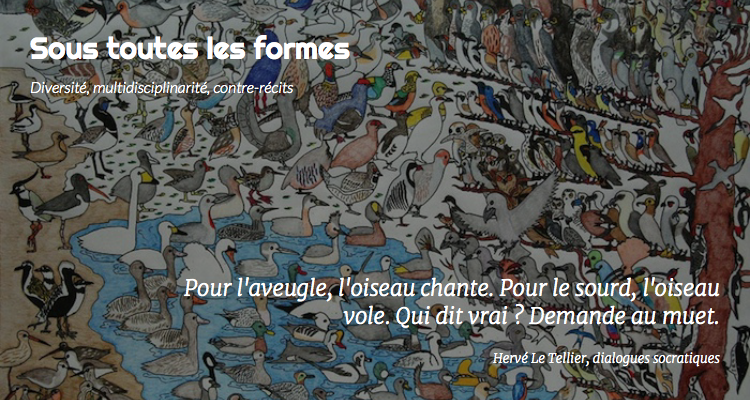 Sous toutes les formes
Diversité, multidisciplinarité, contre-récits
Pour l'aveugle, l'oiseau chante. Pour le sourd, l'oiseau
vole. Qui dit vrai ? Demande au muet.
Hervé Le Tellier, dialogues socratiques